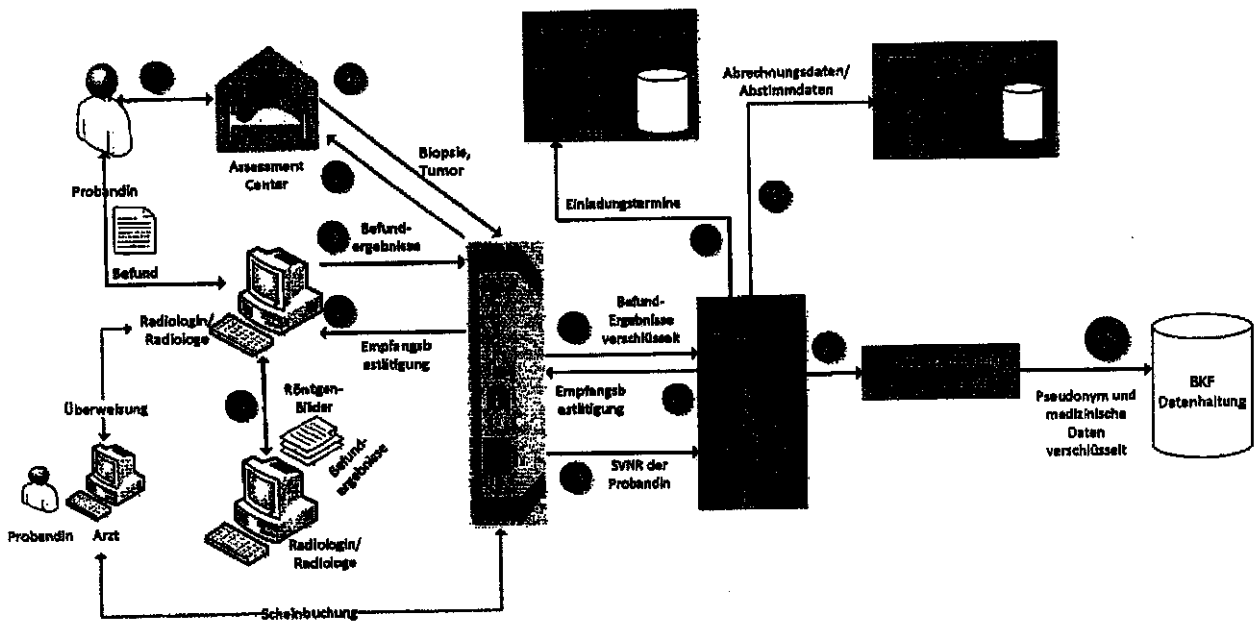 Abrechnungsdaten/
Abstimmdaten
Biopsie,
Tumor
Assessment
Center
Probandin
Einladungstermine
Befund-
ergebnisse
Befund
Radiologin/
Radiologe
Empfangsb
estätigung
Befund-
Ergebnisse
verschlüsselt
Empfangsb
estätigung
BKF
Datenhaltung
Pseudonym und
medizinische
Daten
verschlüsselt
Röntgen-
Bilder
Befund-
ergebnisse
Überweisung
SVNR der
Probandin
Probandin
Arzt
Radiologin/
Radiologe
Scheinbuchung